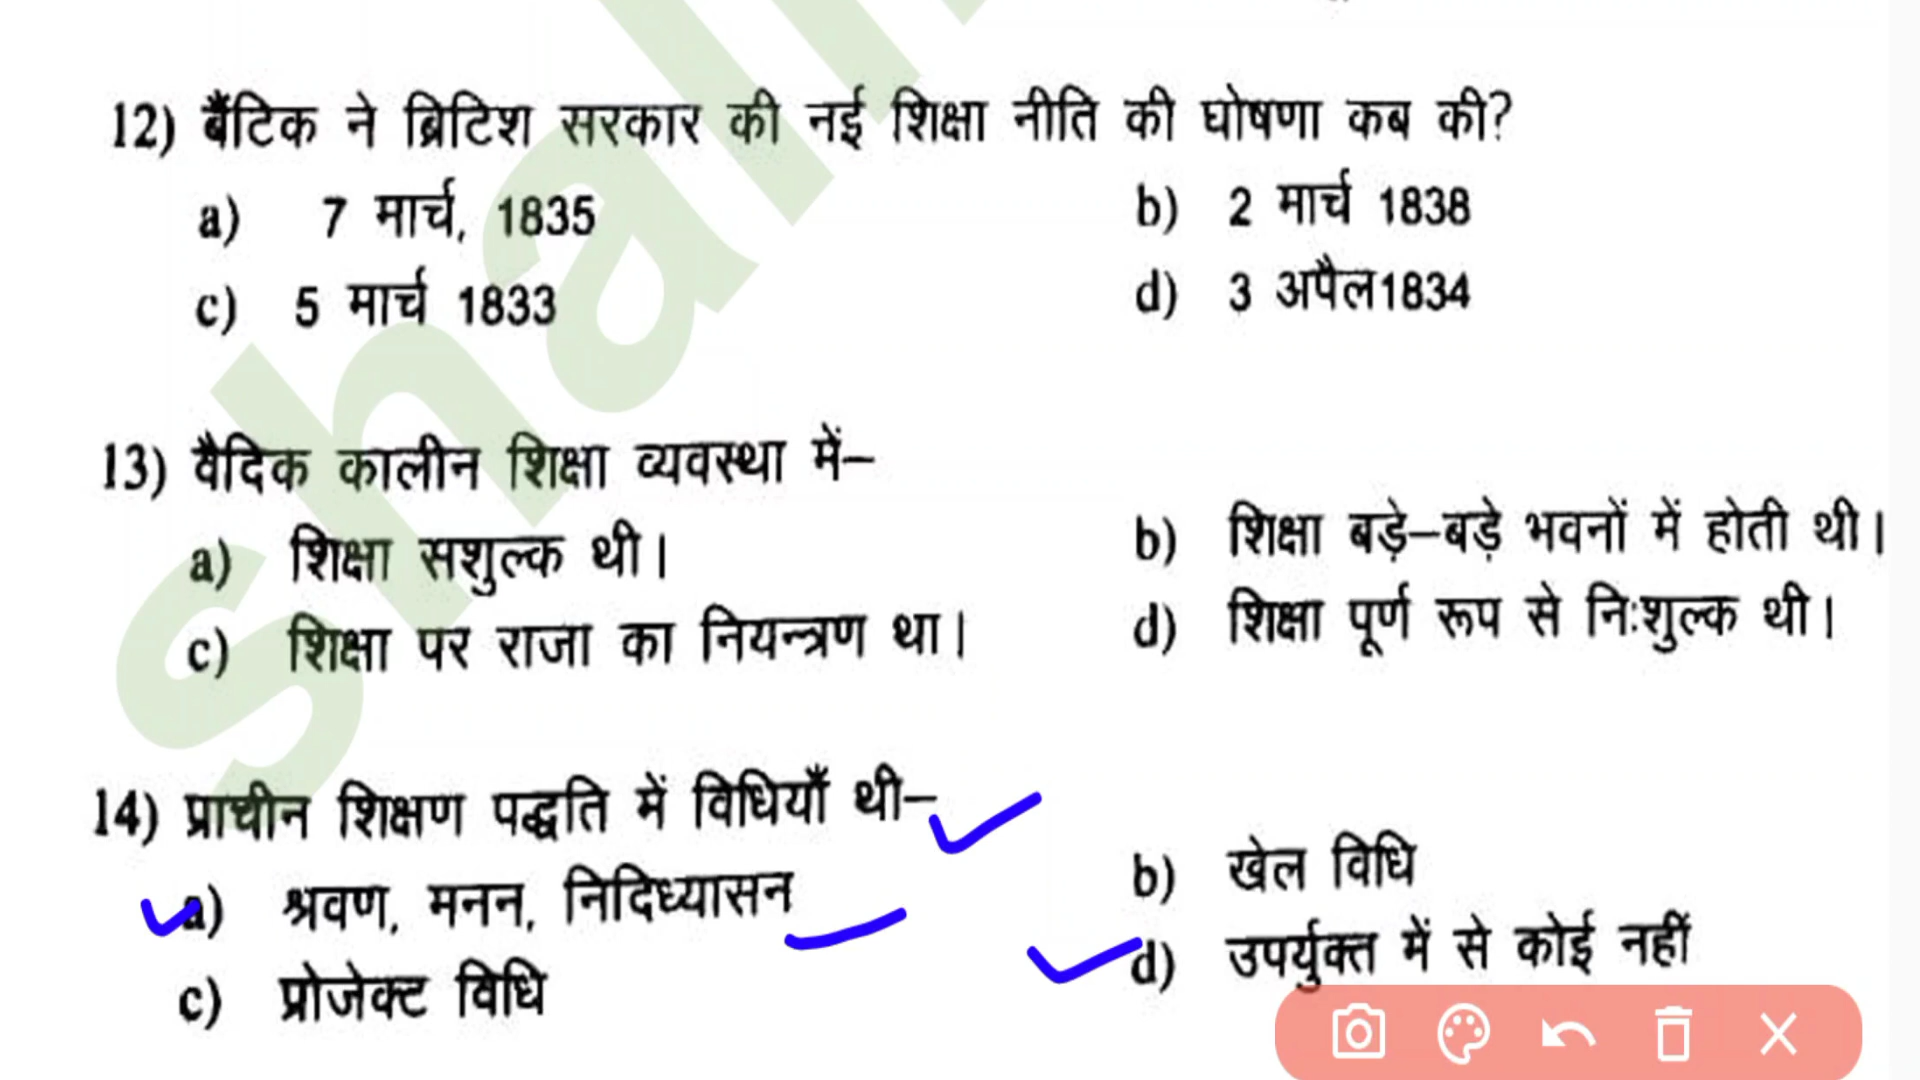 12) बैंटिक ने ब्रिटिश सरकार की नई शिक्षा नीति की घोषणा कब की?
a) 7 मार्च, 1835
b) 2 मार्च 1838
c) 5 मार्च 1833
d) 3 अपैल1834
13) वैदिक कालीन शिक्षा व्यवस्था में–
a) शिक्षा सशुल्क थी।
b) शिक्षा बड़े–बड़े भवनों में होती थी।
c) शिक्षा पर राजा का नियन्त्रण था।
d) शिक्षा पूर्ण रूप से निःशुल्क थी।
14) प्राचीन शिक्षण पद्धति में विधियाँ थी–
a) श्रवण, मनन, निदिध्यासन
b) खेल विधि
c) प्रोजेक्ट विधि
d) उपर्युक्त में से कोई नहीं